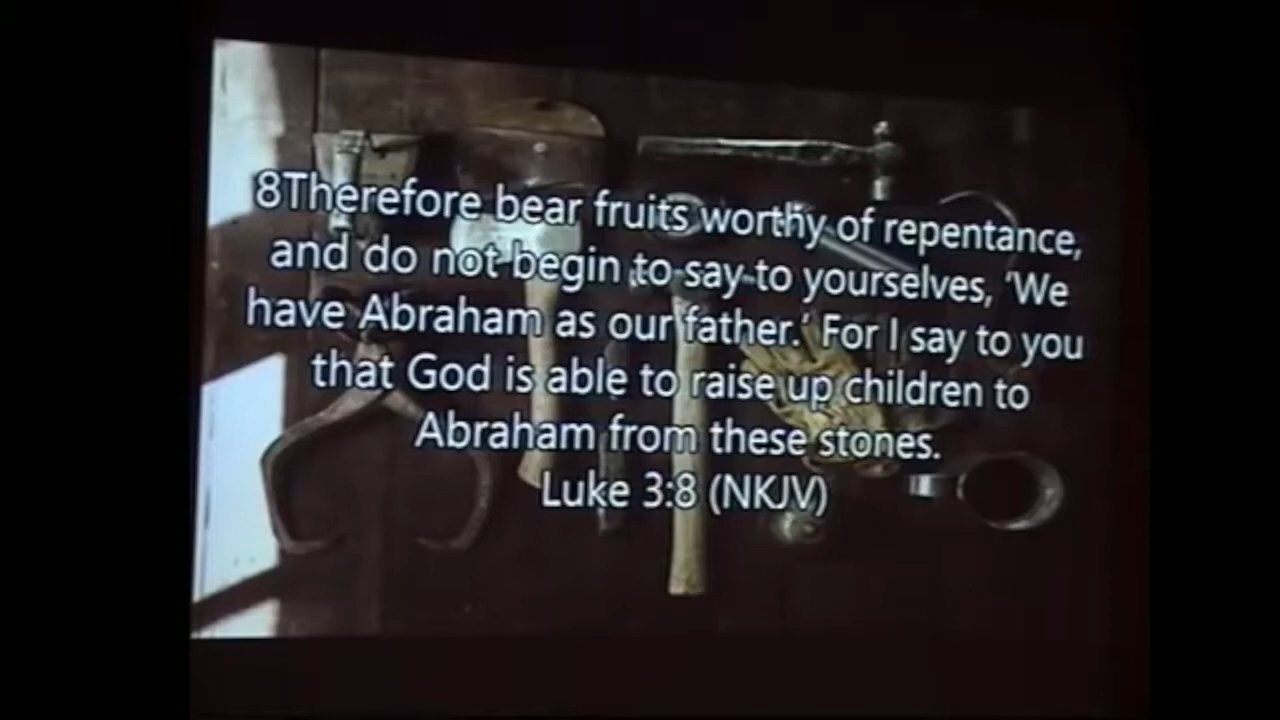 8Therefore bear fruits worthy of repentance,
and do not begin to say to yourselves, 'We
have Abraham as our father.' For I say to you
that God is able to raise up children to
Abraham from these stones.
Luke 3:8 (NKJV)